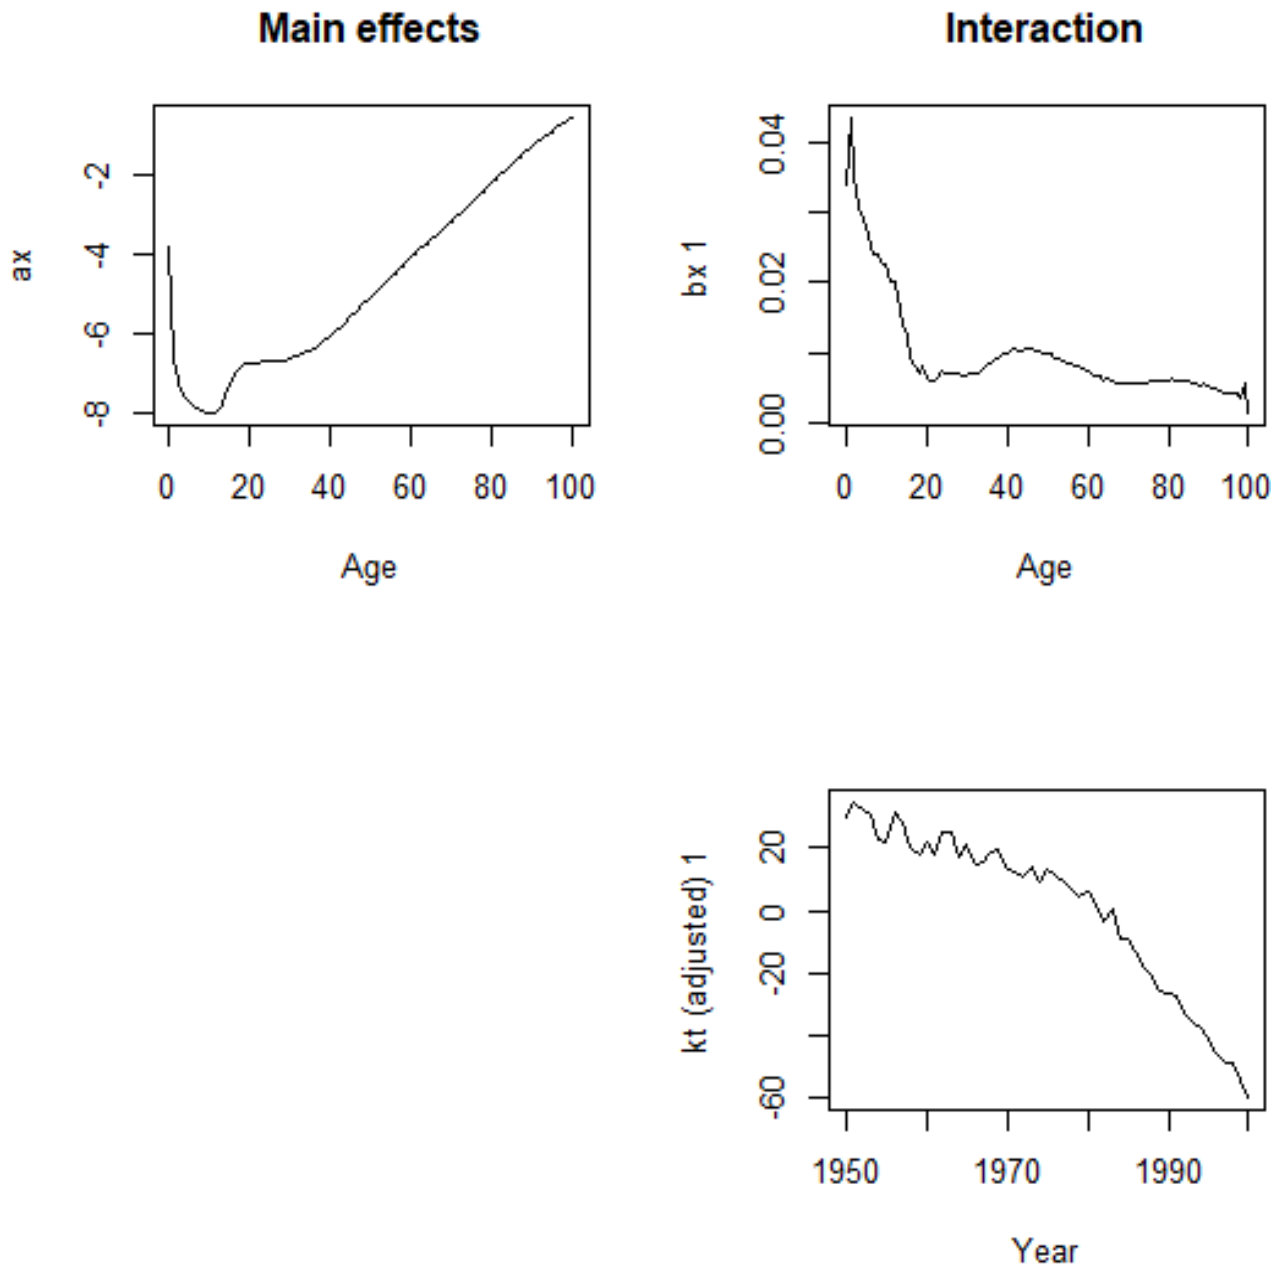 Main effects
ax
-2
-4
-6
-8
0 20 40 60 80 100
Age
Interaction
bx 1
0.04
0.02
0.00
0 20 40 60 80 100
Age
kt (adjusted) 1
20
0
-20
-60
1950 1970 1990
Year